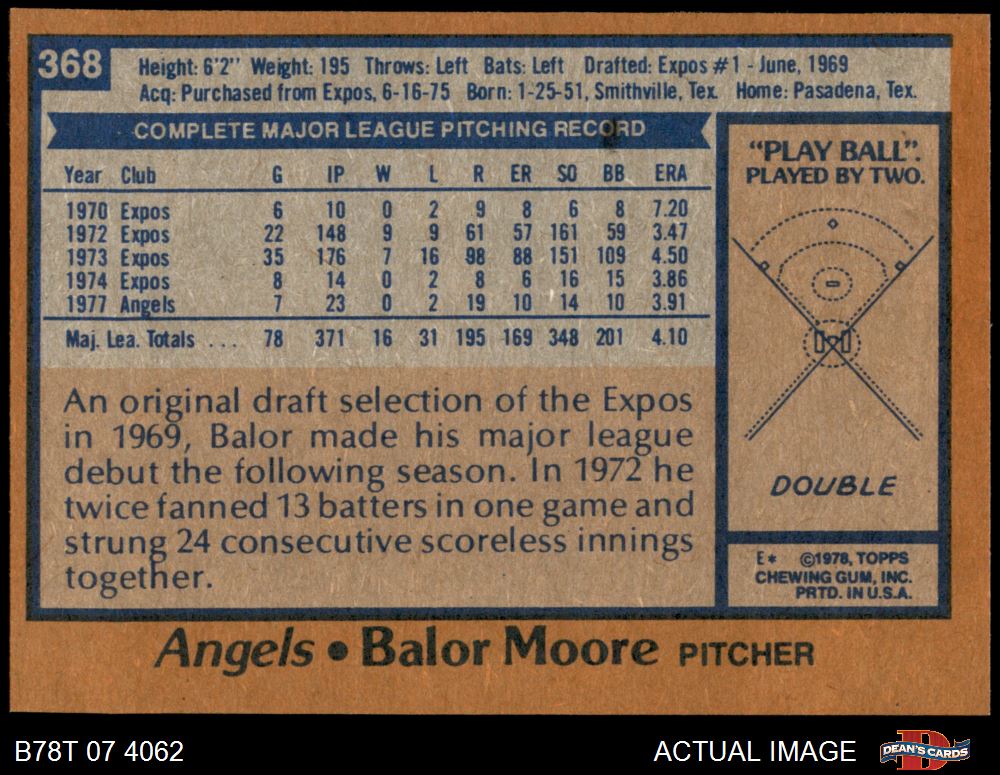 368
Height: 6'2" Weight: 195 Throws: Left Bats: Left Drafted: Expos #1 - June, 1969
Acq: Purchased from Expos, 6-16-75 Born: 1-25-51, Smithville, Tex. Home: Pasadena, Tex.
COMPLETE MAJOR LEAGUE PITCHING RECORD
Year Club G IP W L R ER SO BB ERA
1970 Expos 6 10 0 2 9 8 6 8 7.20
1972 Expos 22 148 9 9 61 57 161 59 3.47
1973 Expos 35 176 7 16 98 88 151 109 4.50
1974 Expos 8 14 0 2 8 6 16 15 3.86
1977 Angels 7 23 0 2 19 10 14 10 3.91
Maj. Lea. Totals ... 78 371 16 31 195 169 348 201 4.10
An original draft selection of the Expos
in 1969, Balor made his major league
debut the following season. In 1972 he
twice fanned 13 batters in one game and
strung 24 consecutive scoreless innings
together.
"PLAY BALL".
PLAYED BY TWO.
DOUBLE
E* ©1978, TOPPS
CHEWING GUM, INC.
PRTD. IN U.S.A.
Angels • Balor Moore PITCHER
B78T 07 4062
ACTUAL IMAGE
DEAN'S CARDS